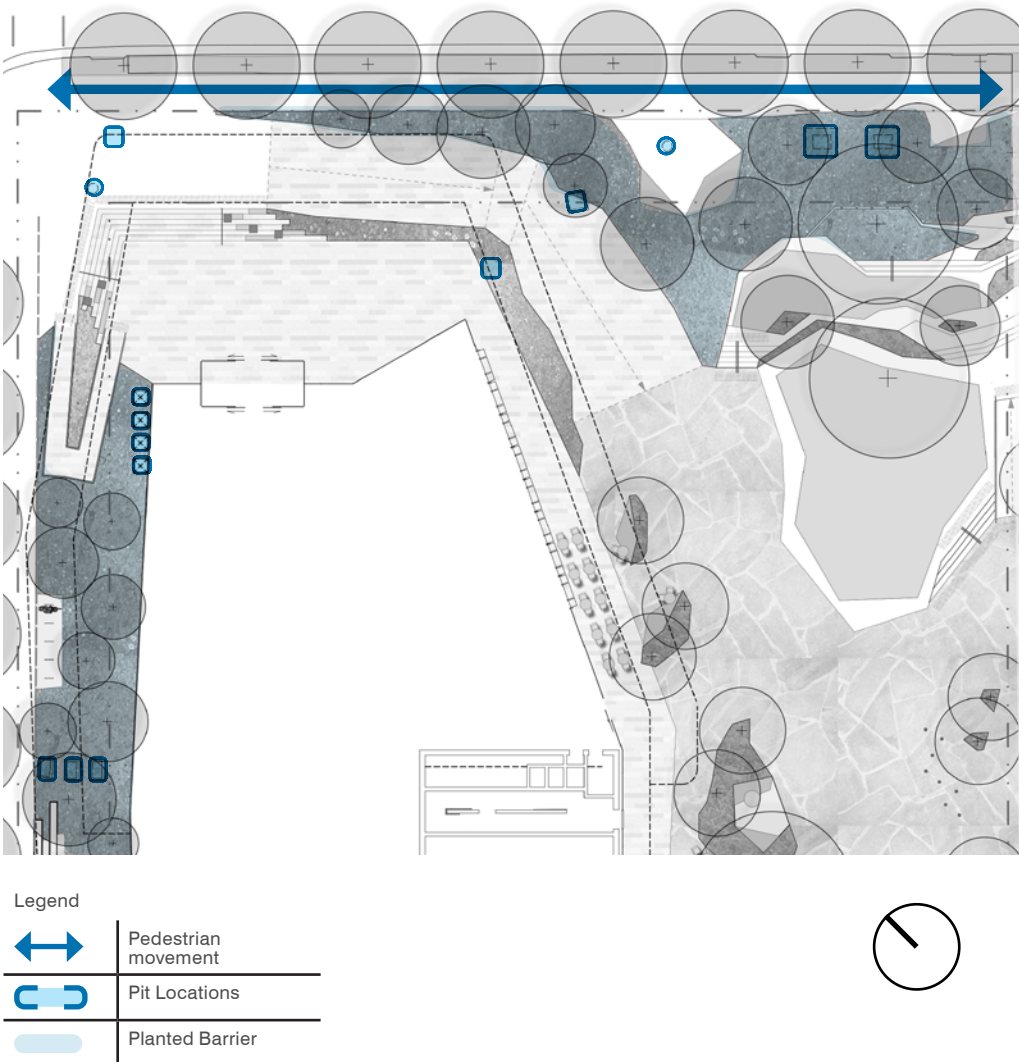 Legend
Pedestrian
movement
Pit Locations
Planted Barrier